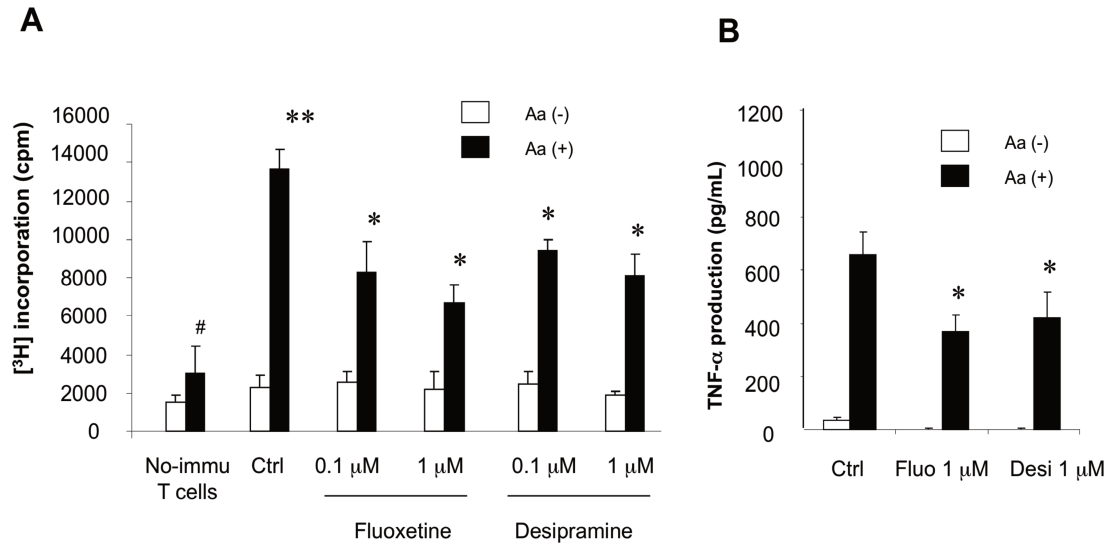 A
[³H] incorporation (cpm)
16000
14000
12000
10000
8000
6000
4000
2000
0
Aa (-)
Aa (+)
#
**
*
*
*
*
No-immu
T cells
Ctrl
0.1 μM
1 μM
0.1 μM
1 μM
Fluoxetine
Desipramine
B
TNF-α production (pg/mL)
1200
1000
800
600
400
200
0
Aa (-)
Aa (+)
*
*
Ctrl
Fluo 1 μM
Desi 1 μM